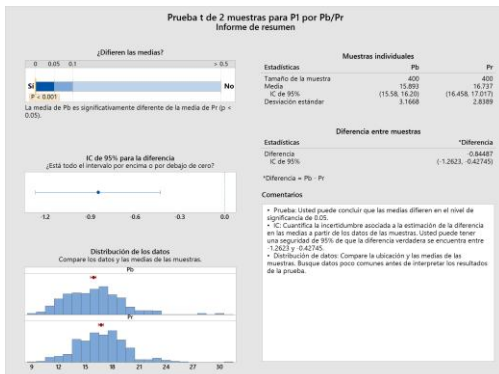 Prueba t de 2 muestras para P1 por Pb/Pr
Informe de resumen
¿Difieren las medias?
0 0.05 0.1 > 0.5
Sí No
P < 0.001
La media de Pb es significativamente diferente de la media de Pr (p <
0.05).
IC de 95% para la diferencia
¿Está todo el intervalo por encima o por debajo de cero?
-1.2 -0.9 -0.6 -0.3 0.0
Distribución de los datos
Compare los datos y las medias de las muestras.
Pb
Pr
9 12 15 18 21 24 27 30
Muestras individuales
Estadísticas Pb Pr
Tamaño de la muestra 400 400
Media 15.893 16.737
IC de 95% (15.58, 16.20) (16.458, 17.017)
Desviación estándar 3.1668 2.8389
Diferencia entre muestras
Estadísticas *Diferencia
Diferencia -0.84487
IC de 95% (-1.2623, -0.42745)
*Diferencia = Pb - Pr
Comentarios
• Prueba: Usted puede concluir que las medias difieren en el nivel de
significancia de 0.05.
• IC: Cuantifica la incertidumbre asociada a la estimación de la diferencia
en las medias a partir de los datos de las muestras. Usted puede tener
una seguridad de 95% de que la diferencia verdadera se encuentra entre
-1.2623 y -0.42745.
• Distribución de datos: Compare la ubicación y las medias de las
muestras. Busque datos poco comunes antes de interpretar los resultados
de la prueba.